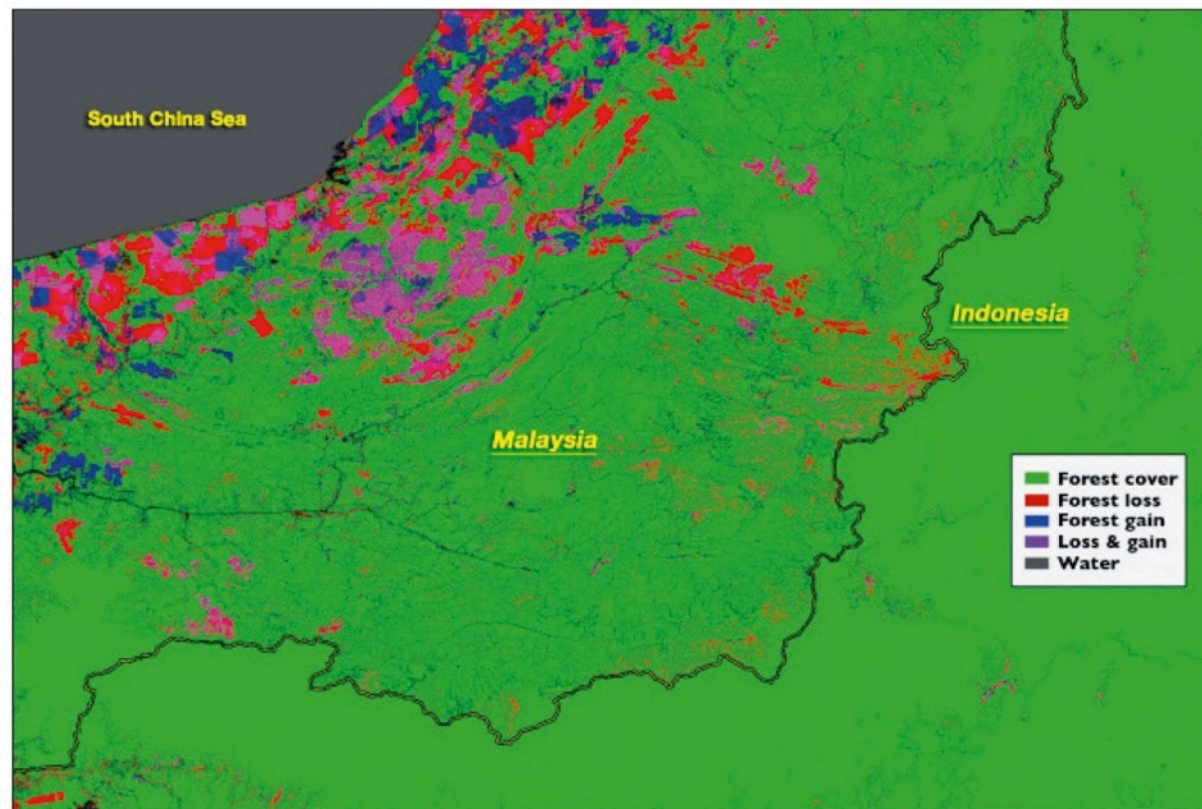 South China Sea
Indonesia
Malaysia
Forest cover
Forest loss
Forest gain
Loss & gain
Water